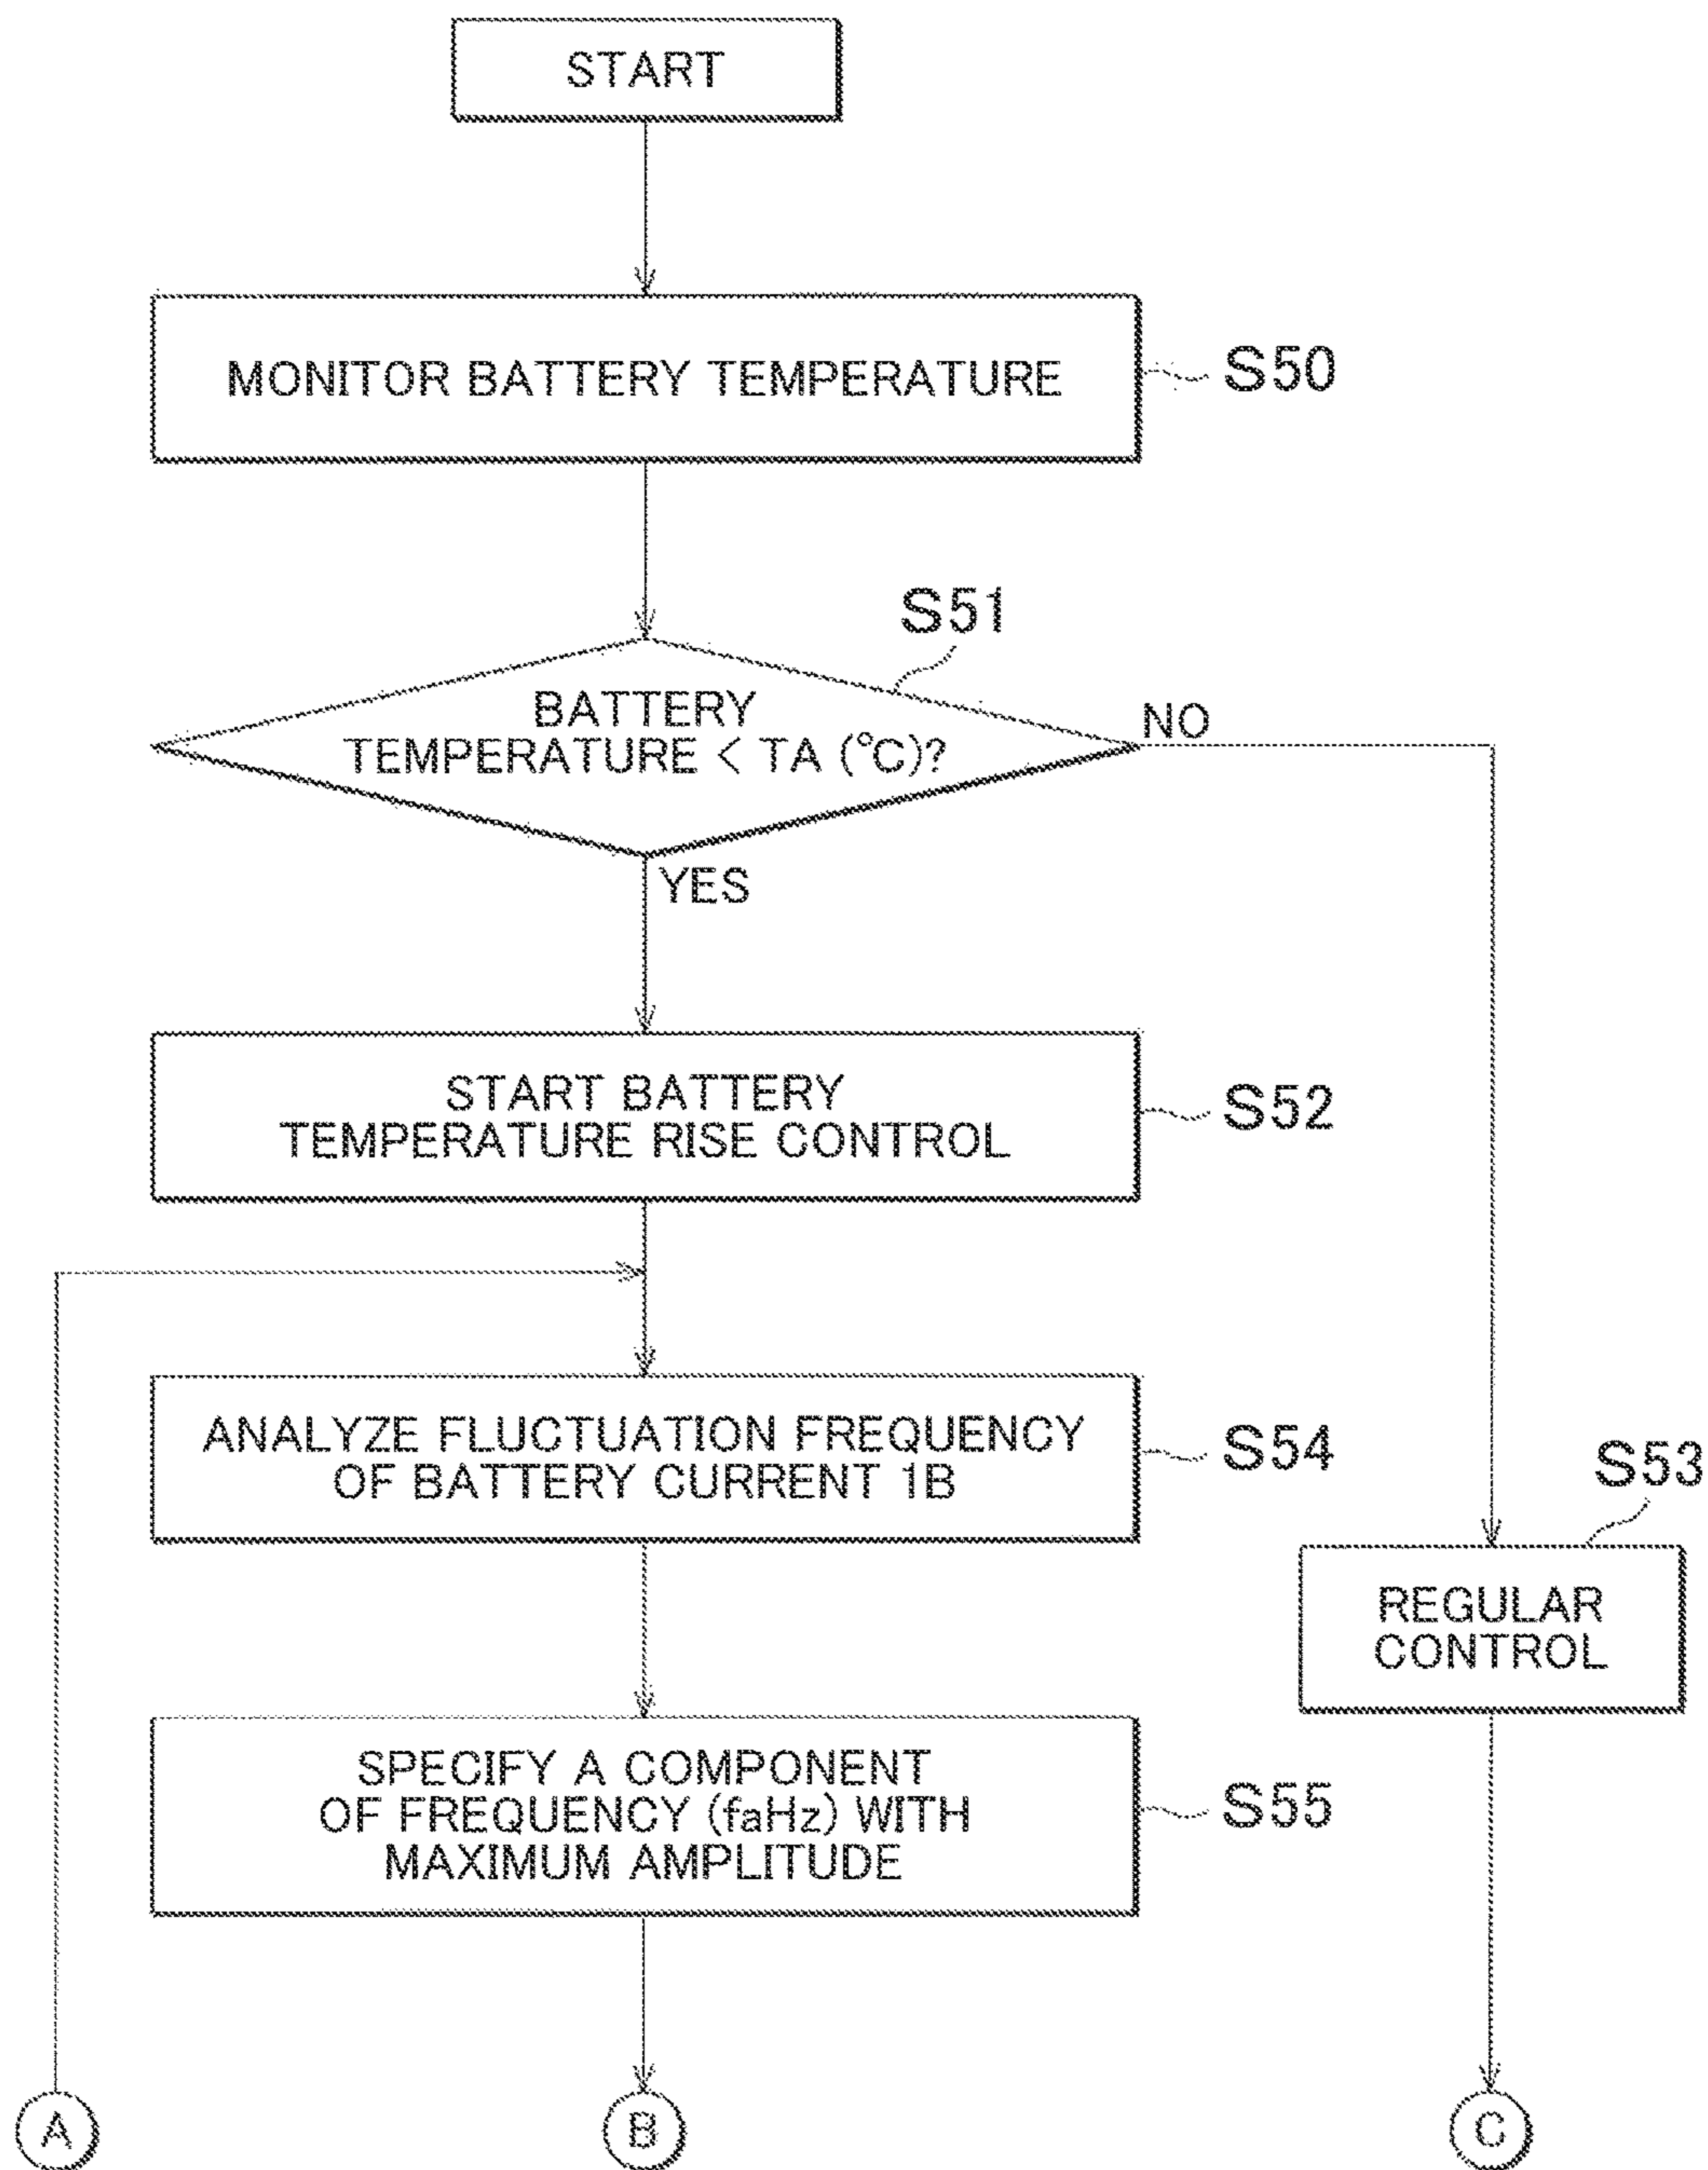 START
MONITOR BATTERY TEMPERATURE
S50
S51
BATTERY
TEMPERATURE < TA (°C)?
NO
YES
START BATTERY
TEMPERATURE RISE CONTROL
S52
ANALYZE FLUCTUATION FREQUENCY
OF BATTERY CURRENT 1B
S54
S53
REGULAR
CONTROL
SPECIFY A COMPONENT
OF FREQUENCY (faHz) WITH
MAXIMUM AMPLITUDE
S55
A
B
C